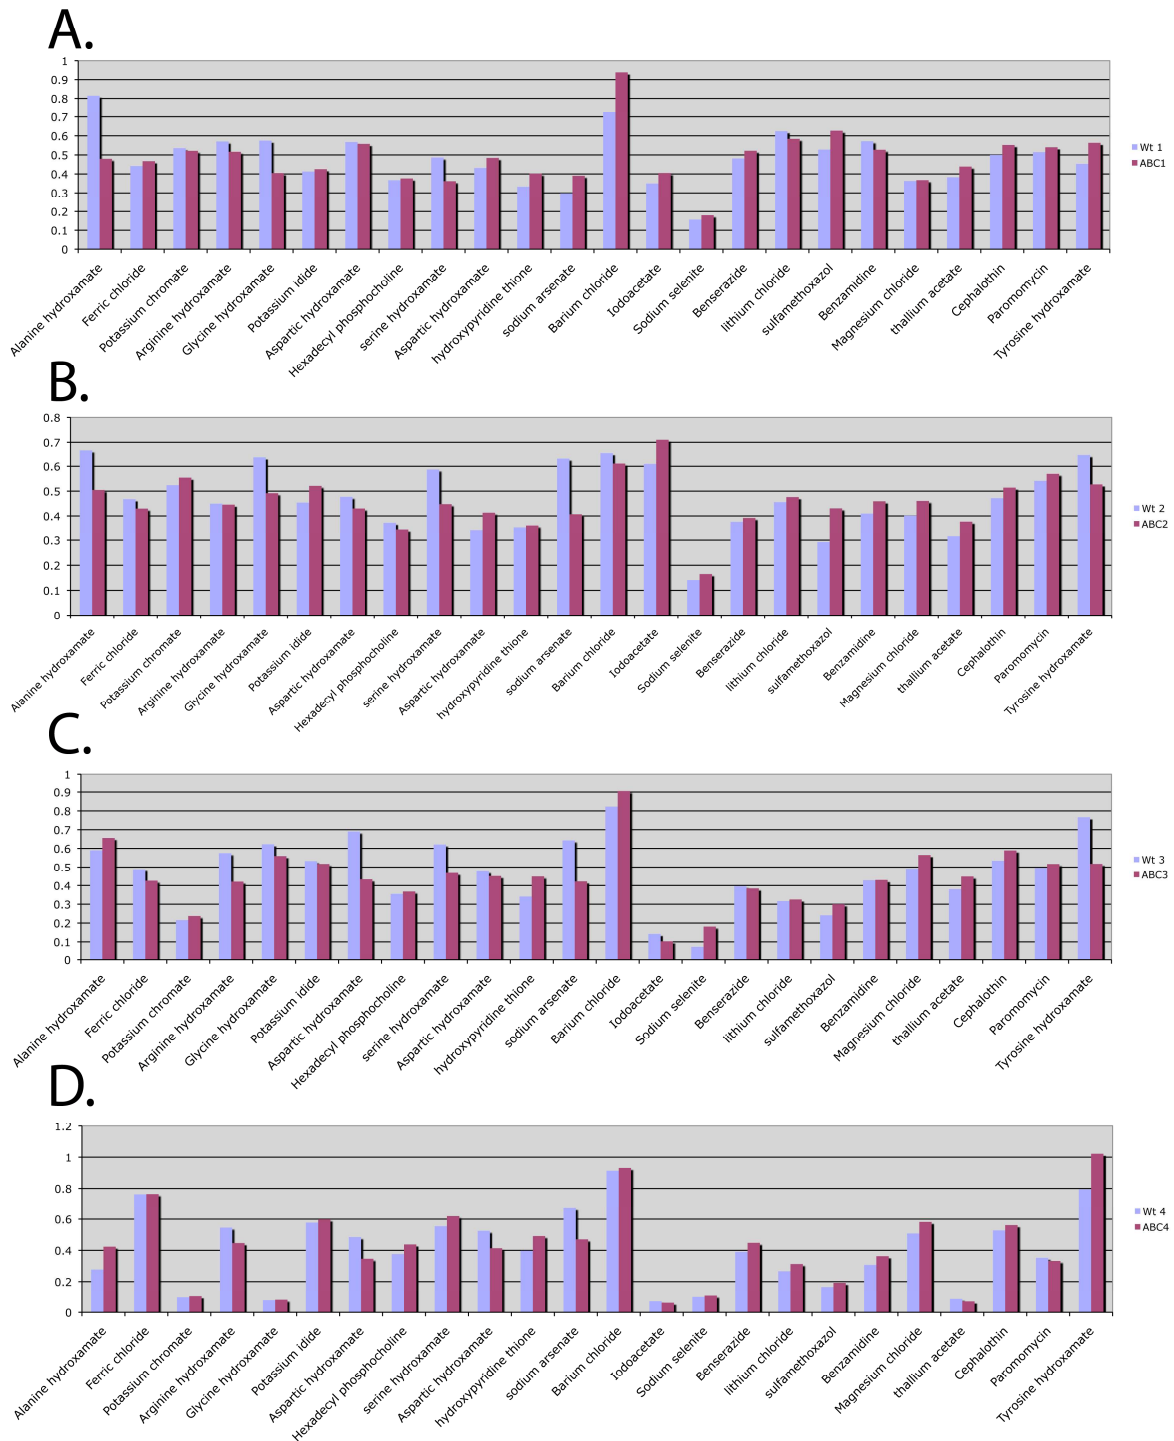 A.
1
0.9
0.8
0.7
0.6
0.5
0.4
0.3
0.2
0.1
0
Wt 1
ABC1
Alanine hydroxamate
Ferric chloride
Potassium chromate
Arginine hydroxamate
Glycine hydroxamate
Potassium idide
Aspartic hydroxamate
Hexadecyl phosphocholine
serine hydroxamate
Aspartic hydroxamate
hydroxypyridine thione
sodium arsenate
Barium chloride
Iodoacetate
Sodium selenite
Benserazide
lithium chloride
sulfamethoxazol
Benzamidine
Magnesium chloride
thallium acetate
Cephalothin
Paromomycin
Tyrosine hydroxamate
B.
0.8
0.7
0.6
0.5
0.4
0.3
0.2
0.1
0
Wt 2
ABC2
Alanine hydroxamate
Ferric chloride
Potassium chromate
Arginine hydroxamate
Glycine hydroxamate
Potassium idide
Aspartic hydroxamate
Hexadecyl phosphocholine
serine hydroxamate
Aspartic hydroxamate
hydroxypyridine thione
sodium arsenate
Barium chloride
Iodoacetate
Sodium selenite
Benserazide
lithium chloride
sulfamethoxazol
Benzamidine
Magnesium chloride
thallium acetate
Cephalothin
Paromomycin
Tyrosine hydroxamate
C.
1
0.9
0.8
0.7
0.6
0.5
0.4
0.3
0.2
0.1
0
Wt 3
ABC3
Alanine hydroxamate
Ferric chloride
Potassium chromate
Arginine hydroxamate
Glycine hydroxamate
Potassium idide
Aspartic hydroxamate
Hexadecyl phosphocholine
serine hydroxamate
Aspartic hydroxamate
hydroxypyridine thione
sodium arsenate
Barium chloride
Iodoacetate
Sodium selenite
Benserazide
lithium chloride
sulfamethoxazol
Benzamidine
Magnesium chloride
thallium acetate
Cephalothin
Paromomycin
Tyrosine hydroxamate
D.
1.2
1
0.8
0.6
0.4
0.2
0
Wt 4
ABC4
Alanine hydroxamate
Ferric chloride
Potassium chromate
Arginine hydroxamate
Glycine hydroxamate
Potassium idide
Aspartic hydroxamate
Hexadecyl phosphocholine
serine hydroxamate
Aspartic hydroxamate
hydroxypyridine thione
sodium arsenate
Barium chloride
Iodoacetate
Sodium selenite
Benserazide
lithium chloride
sulfamethoxazol
Benzamidine
Magnesium chloride
thallium acetate
Cephalothin
Paromomycin
Tyrosine hydroxamate